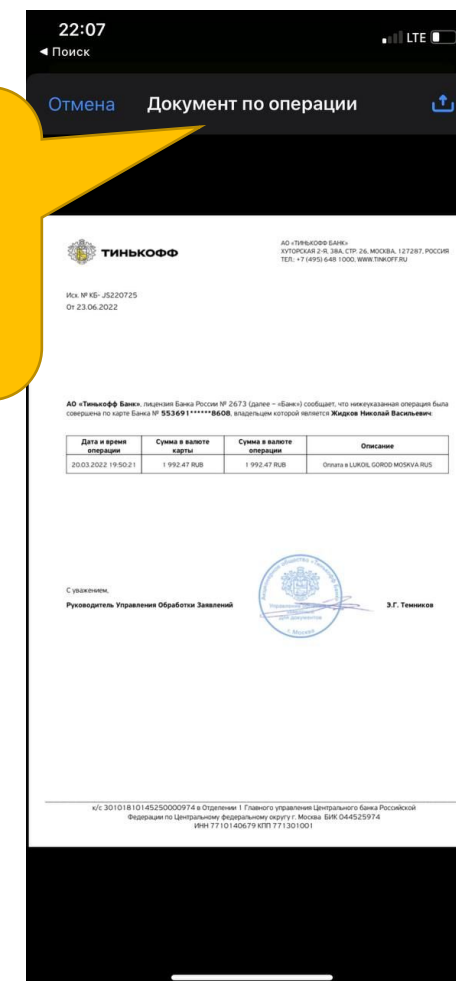 22:07
LTE
◀ Поиск
Отмена
Документ по операции
ТИНЬКОФФ
АО «ТИНЬКОФФ БАНК»
ХУТОРСКАЯ 2-Я, 38А, СТР. 26, МОСКВА, 127287, РОССИЯ
ТЕЛ.: +7 (495) 648 1000, WWW.TINKOFF.RU
Исх. № КБ- J5220725
От 23.06.2022
АО «Тинькофф Банк», лицензия Банка России № 2673 (далее – «Банк») сообщает, что нижеуказанная операция была
совершена по карте Банка № 553691******8608, владельцем которой является Жидков Николай Васильевич:
Дата и время операции
Сумма в валюте карты
Сумма в валюте операции
Описание
20.03.2022 19:50:21
1 992.47 RUB
1 992.47 RUB
Оплата в LUKOIL GOROD MOSKVA RUS
С уважением,
Руководитель Управления Обработки Заявлений
Э.Г. Темников
г. Москва
к/с 30101810145250000974 в Отделении 1 Главного управления Центрального банка Российской
Федерации по Центральному федеральному округу г. Москва БИК 044525974
ИНН 7710140679 КПП 771301001